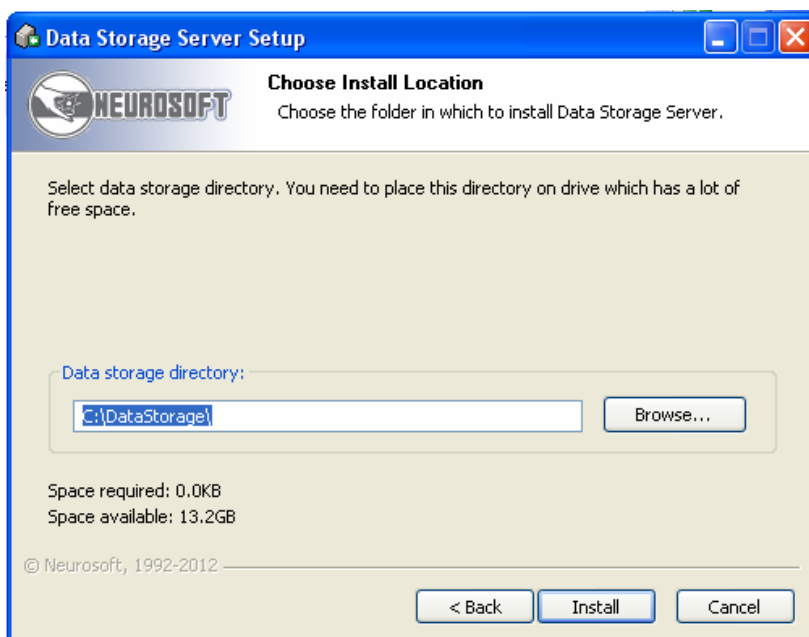 Data Storage Server Setup
NEUROSOFT
Choose Install Location
Choose the folder in which to install Data Storage Server.
Select data storage directory. You need to place this directory on drive which has a lot of
free space.
Data storage directory:
C:\DataStorage\
Browse...
Space required: 0.0KB
Space available: 13.2GB
© Neurosoft, 1992-2012
< Back
Install
Cancel